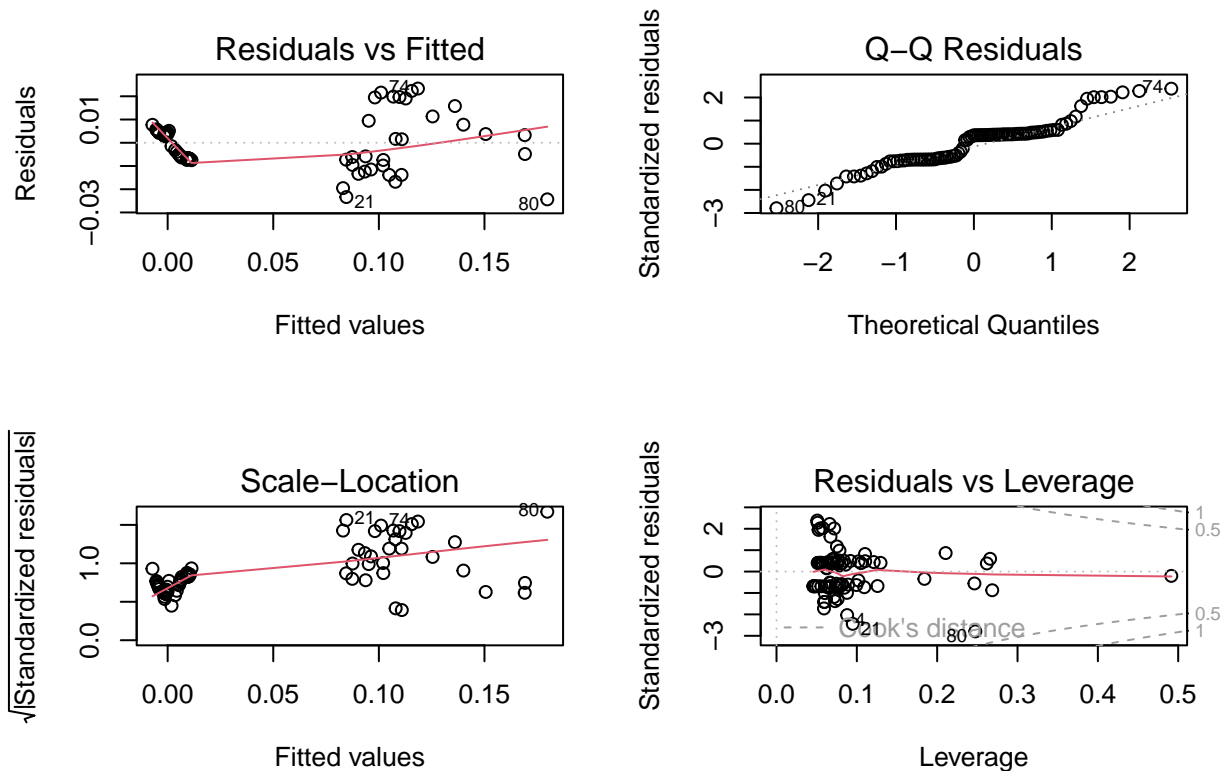 Residuals vs Fitted
Residuals
0.01
−0.03
74
21
80
0.00 0.05 0.10 0.15
Fitted values
Q−Q Residuals
Standardized residuals
2
0
−3
74
80
21
−2 −1 0 1 2
Theoretical Quantiles
Scale−Location
√|Standardized residuals|
1.0
0.0
21
74
80
0.00 0.05 0.10 0.15
Fitted values
Residuals vs Leverage
Standardized residuals
2
0
−3
1
0.5
0.5
1
21
80
Cook's distance
0.0 0.1 0.2 0.3 0.4 0.5
Leverage